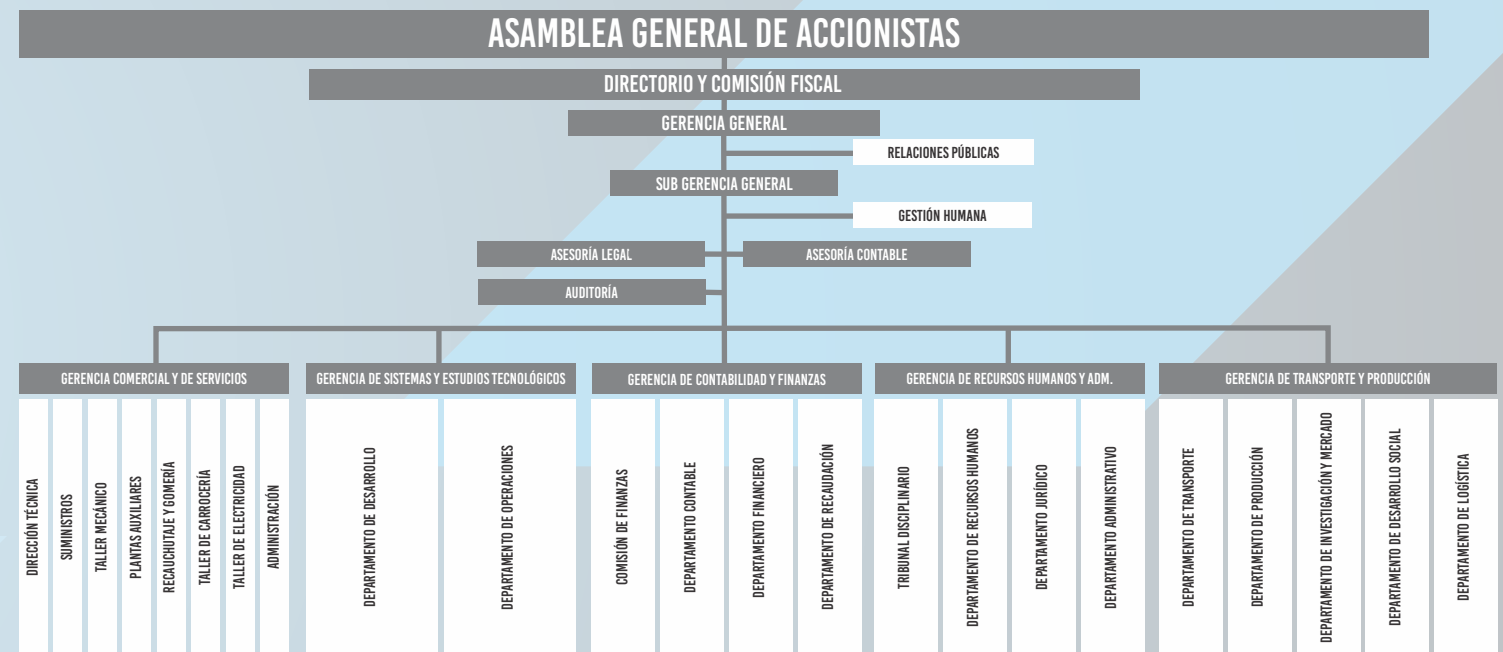 ASAMBLEA GENERAL DE ACCIONISTAS
DIRECTORIO Y COMISIÓN FISCAL
GERENCIA GENERAL
RELACIONES PÚBLICAS
SUB GERENCIA GENERAL
GESTIÓN HUMANA
ASESORÍA LEGAL
ASESORÍA CONTABLE
AUDITORÍA
GERENCIA COMERCIAL Y DE SERVICIOS
GERENCIA DE SISTEMAS Y ESTUDIOS TECNOLÓGICOS
GERENCIA DE CONTABILIDAD Y FINANZAS
GERENCIA DE RECURSOS HUMANOS Y ADM.
GERENCIA DE TRANSPORTE Y PRODUCCIÓN
DIRECCIÓN TÉCNICA
SUMINISTROS
TALLER MECÁNICO
PLANTAS AUXILIARES
RECAUCHUTAJE Y GOMERÍA
TALLER DE CARROCERÍA
TALLER DE ELECTRICIDAD
ADMINISTRACIÓN
DEPARTAMENTO DE DESARROLLO
DEPARTAMENTO DE OPERACIONES
COMISIÓN DE FINANZAS
DEPARTAMENTO CONTABLE
DEPARTAMENTO FINANCIERO
DEPARTAMENTO DE RECAUDACIÓN
TRIBUNAL DISCIPLINARIO
DEPARTAMENTO DE RECURSOS HUMANOS
DEPARTAMENTO JURÍDICO
DEPARTAMENTO ADMINISTRATIVO
DEPARTAMENTO DE TRANSPORTE
DEPARTAMENTO DE PRODUCCIÓN
DEPARTAMENTO DE INVESTIGACIÓN Y MERCADO
DEPARTAMENTO DE DESARROLLO SOCIAL
DEPARTAMENTO DE LOGÍSTICA